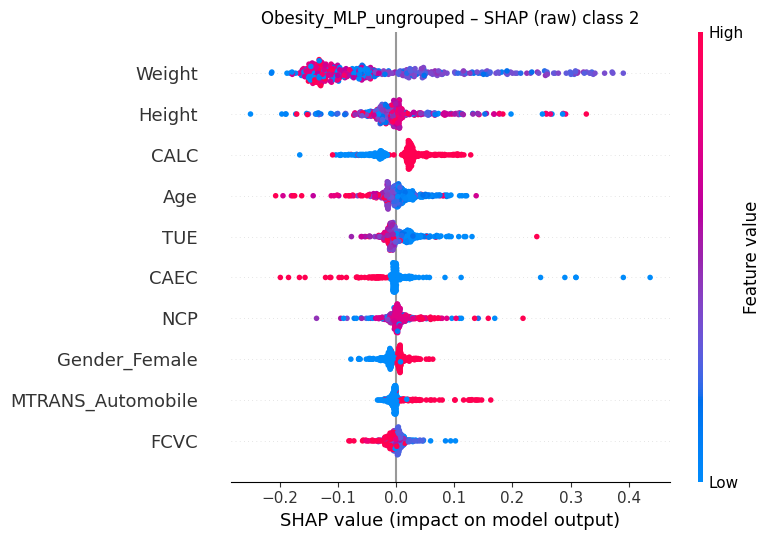 Obesity_MLP_ungrouped – SHAP (raw) class 2
High
Weight
Height
CALC
Age
TUE
CAEC
NCP
Gender_Female
MTRANS_Automobile
FCVC
Feature value
Low
−0.2 −0.1 0.0 0.1 0.2 0.3 0.4
SHAP value (impact on model output)